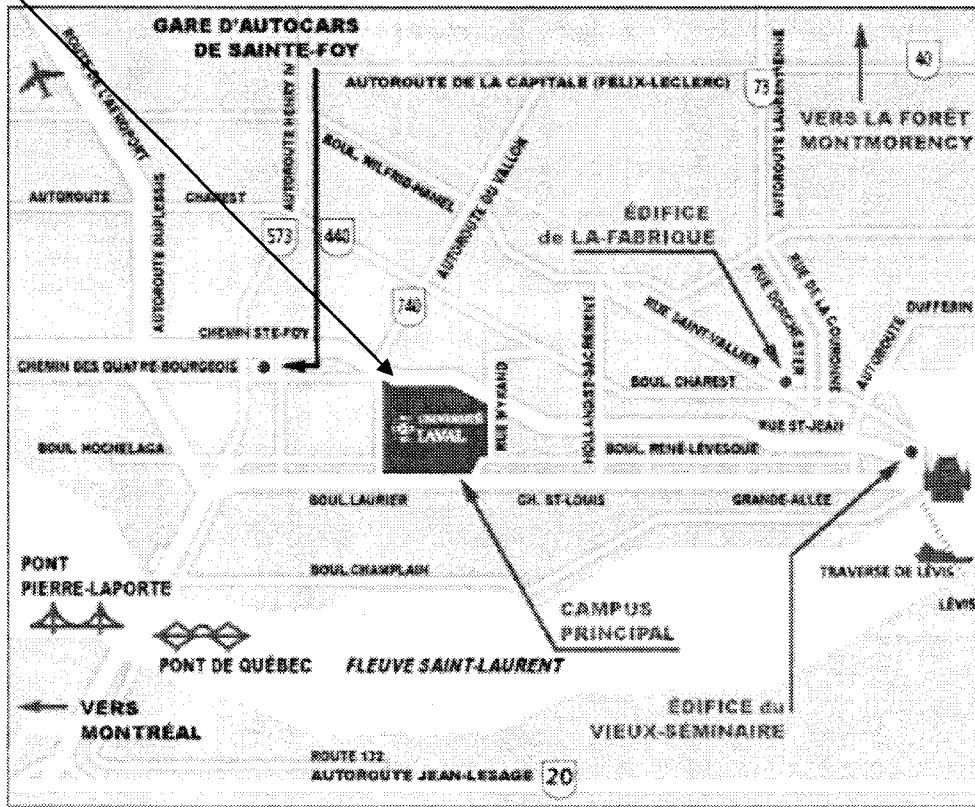 GARE D'AUTOCARS
DE SAINTE-FOY
ROUTE DE L'AÉROPORT
AUTOROUTE HENRY IV
AUTOROUTE DE LA CAPITALE (FELIX-LECLERC)
73
AUTOROUTE LAURENTIENNE
40
VERS LA FORÊT
MONTMORENCY
BOUL. WILFRID-HAMEL
AUTOROUTE DU VALLON
AUTOROUTE
CHAREST
AUTOROUTE DUPLESSIS
573
440
740
ÉDIFICE
de LA-FABRIQUE
RUE SAINT-VALLIER
RUE DORCHESTER
RUE DE LA COURONNE
AUTOROUTE
DUFFERIN
CHEMIN STE-FOY
CHEMIN DES QUATRE-BOURGEOIS
BOUL. CHAREST
UNIVERSITÉ
LAVAL
RUE MYRAND
HOLLAND/ST-SACREMENT
RUE ST-JEAN
BOUL. HOCHELAGA
BOUL. RENÉ-LÉVESQUE
BOUL. LAURIER
CH. ST-LOUIS
GRANDE-ALLÉE
BOUL. CHAMPLAIN
TRAVERSE DE LÉVIS
LÉVIS
PONT
PIERRE-LAPORTE
PONT DE QUÉBEC
FLEUVE SAINT-LAURENT
CAMPUS
PRINCIPAL
VERS
MONTRÉAL
ÉDIFICE du
VIEUX-SÉMINAIRE
ROUTE 132
AUTOROUTE JEAN-LESAGE
20